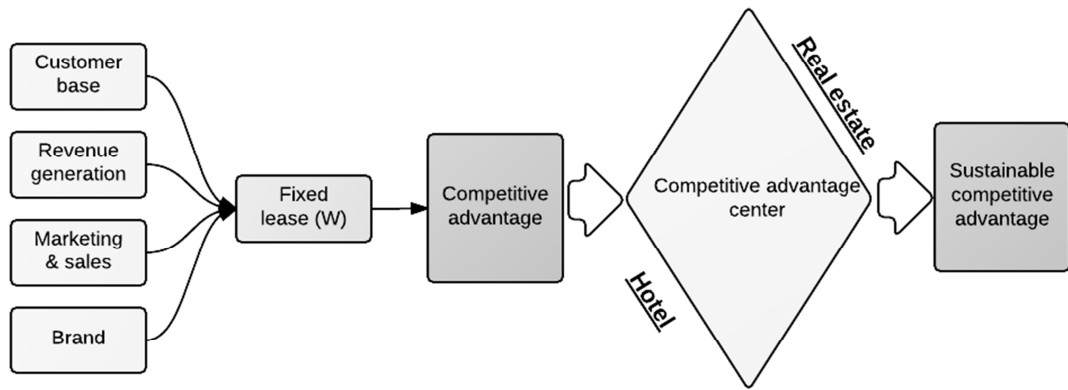 Customer
base
Revenue
generation
Marketing
& sales
Brand
Fixed
lease (W)
Competitive
advantage
Hotel
Competitive advantage
center
Real estate
Sustainable
competitive
advantage